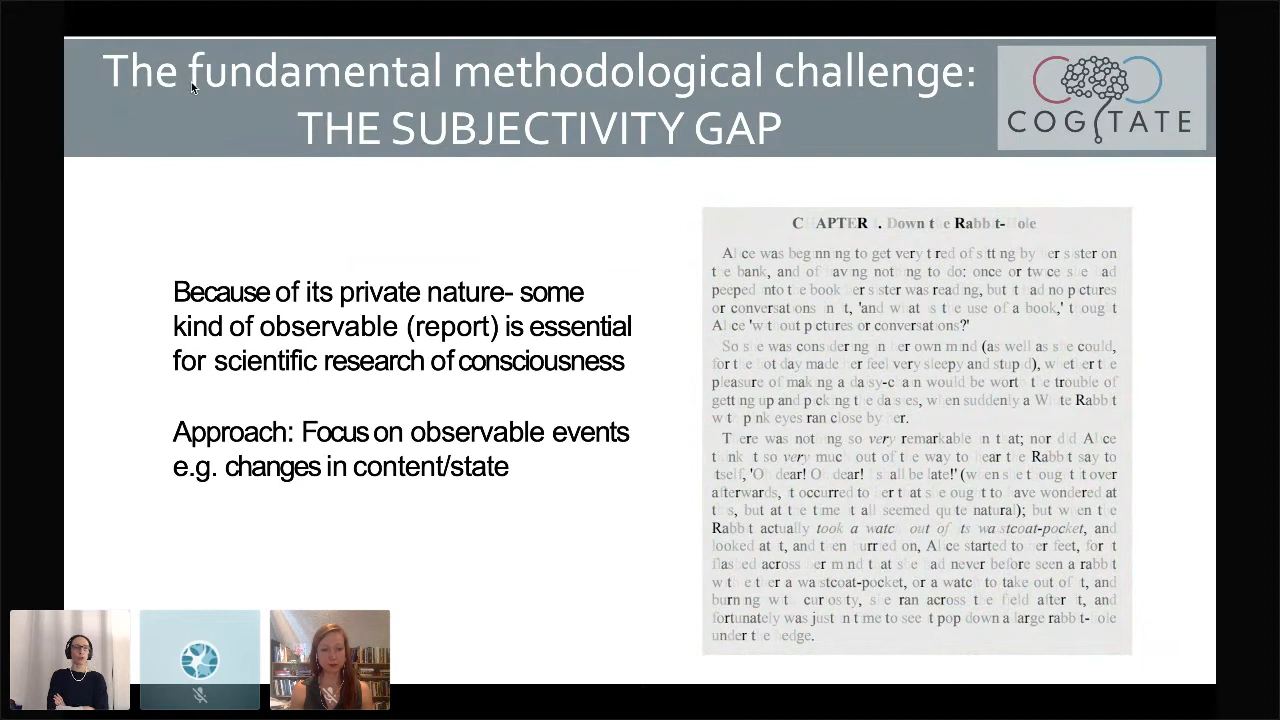 The fundamental methodological challenge:
THE SUBJECTIVITY GAP
COGITATE
Because of its private nature- some
kind of observable (report) is essential
for scientific research of consciousness
Approach: Focus on observable events
e.g. changes in content/state
C APTER . Down t e Rabb t- ole
Al ce was beg nn ng to get very t red of s tt ng by er s ster on
t e bank, and of av ng not ng to do: once or tw ce s e ad
peeped nto t e book er s ster was read ng, but t ad no p ctures
or conversat ons n t, 'and w at s t e use of a book,' t oug t
Al ce 'w t out p ctures or conversat ons?'
So s e was cons der ng n er own m nd (as well as s e could,
for t e ot day made er feel very sleepy and stup d), w et er t e
pleasure of mak ng a da sy-c a n would be wort t e trouble of
gett ng up and p ck ng t e da s es, w en suddenly a W te Rabb t
w t p nk eyes ran close by er.
T ere was not ng so very remarkable n t at; nor d d Al ce
t nk t so very muc out of t e way to ear t e Rabb t say to
tself, 'O dear! O dear! s all be late!' (w en s e t oug t t over
afterwards, t occurred to er t at s e oug t to ave wondered at
t s, but at t e t me t all seemed qu te natural); but w en t e
Rabb t actually took a watc out of ts wa stcoat-pocket, and
looked at t, and t en urr ed on, Al ce started to er feet, for t
flas ed across er m nd t at s e ad never before seen a rabb t
w t e t er a wa stcoat-pocket, or a watc to take out of t, and
burn ng w t cur os ty, s e ran across t e f eld after t, and
fortunately was just n t me to see t pop down a large rabb t- ole
under t e edge.